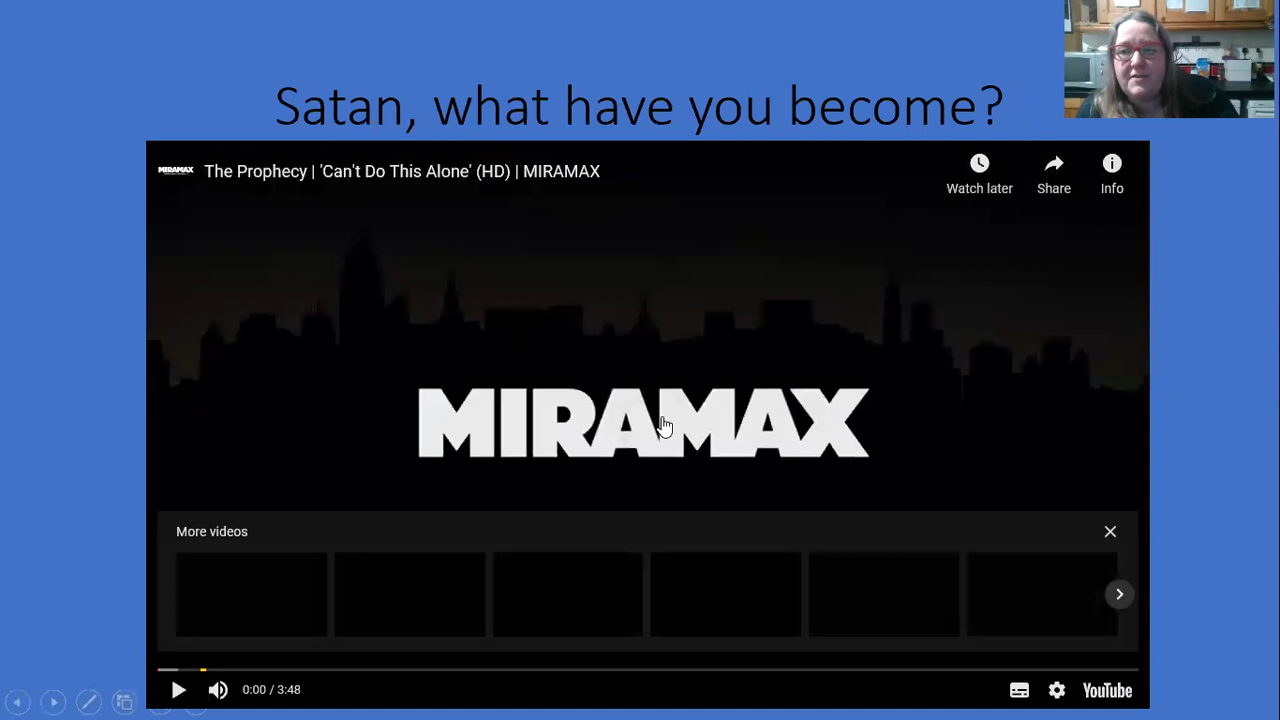 Satan, what have you become?
MIRAMAX
The Prophecy | 'Can't Do This Alone' (HD) | MIRAMAX
Watch later
Share
Info
MIRAMAX
More videos
0:00 / 3:48
YouTube